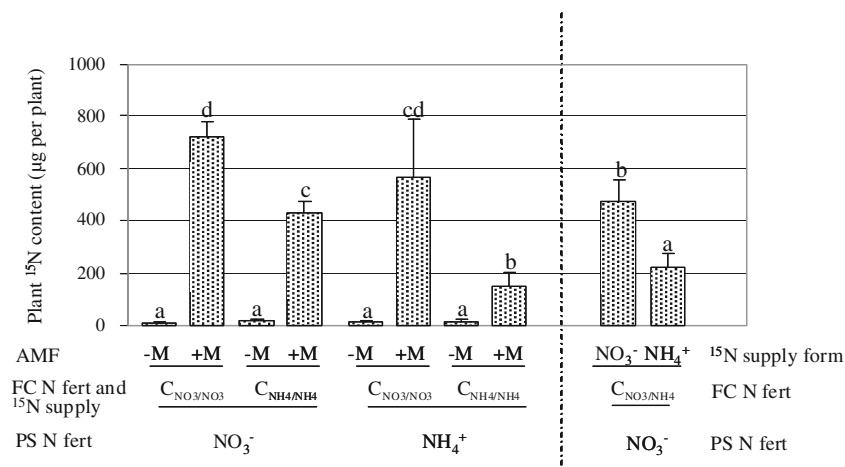 Plant ¹⁵N content (µg per plant)
1000
800
600
400
200
0
a d a c a cd a b b a
AMF -M +M -M +M -M +M -M +M NO₃⁻ NH₄⁺ ¹⁵N supply form
FC N fert and
¹⁵N supply C_NO3/NO3 C_NH4/NH4 C_NO3/NO3 C_NH4/NH4 C_NO3/NH4 FC N fert
PS N fert NO₃⁻ NH₄⁺ NO₃⁻ PS N fert